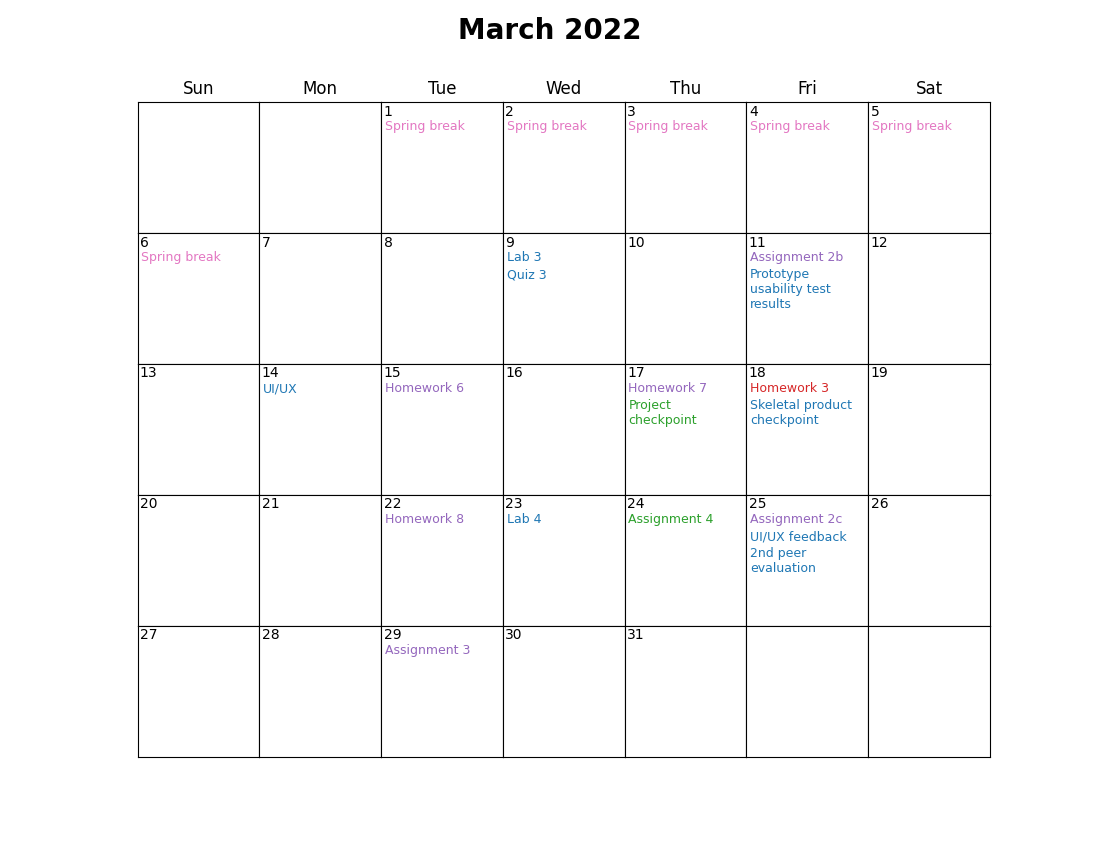 March 2022
Sun Mon Tue Wed Thu Fri Sat
1 2 3 4 5
Spring break Spring break Spring break Spring break Spring break
6 7 8 9 10 11 12
Spring break Lab 3 Assignment 2b
Quiz 3 Prototype
usability test
results
13 14 15 16 17 18 19
UI/UX Homework 6 Homework 7 Homework 3
Project Skeletal product
checkpoint checkpoint
20 21 22 23 24 25 26
Homework 8 Lab 4 Assignment 4 Assignment 2c
UI/UX feedback
2nd peer
evaluation
27 28 29 30 31
Assignment 3